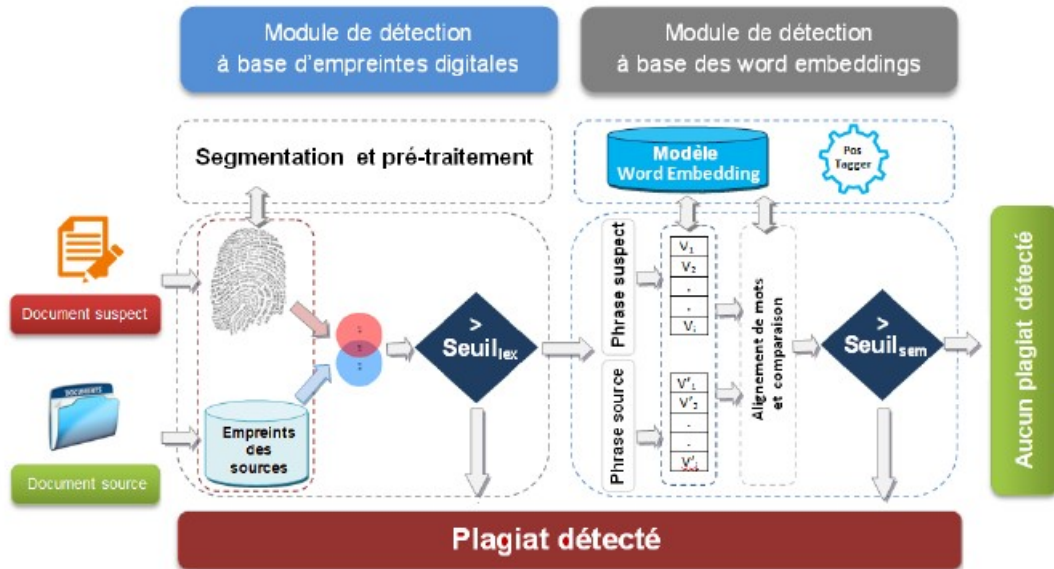 Module de détection
à base d'empreintes digitales
Module de détection
à base des word embeddings
Segmentation et pré-traitement
Modèle
Word Embedding
Pos
Tagger
Document suspect
DOCUMENTS
Document source
Empreints
des
sources
>
Seuil lex
Phrase suspect
Phrase source
V1
V2
.
.
Vi
V'1
V'2
.
.
V'i
Alignement de mots
et comparaison
>
Seuil sem
Aucun plagiat détecté
Plagiat détecté